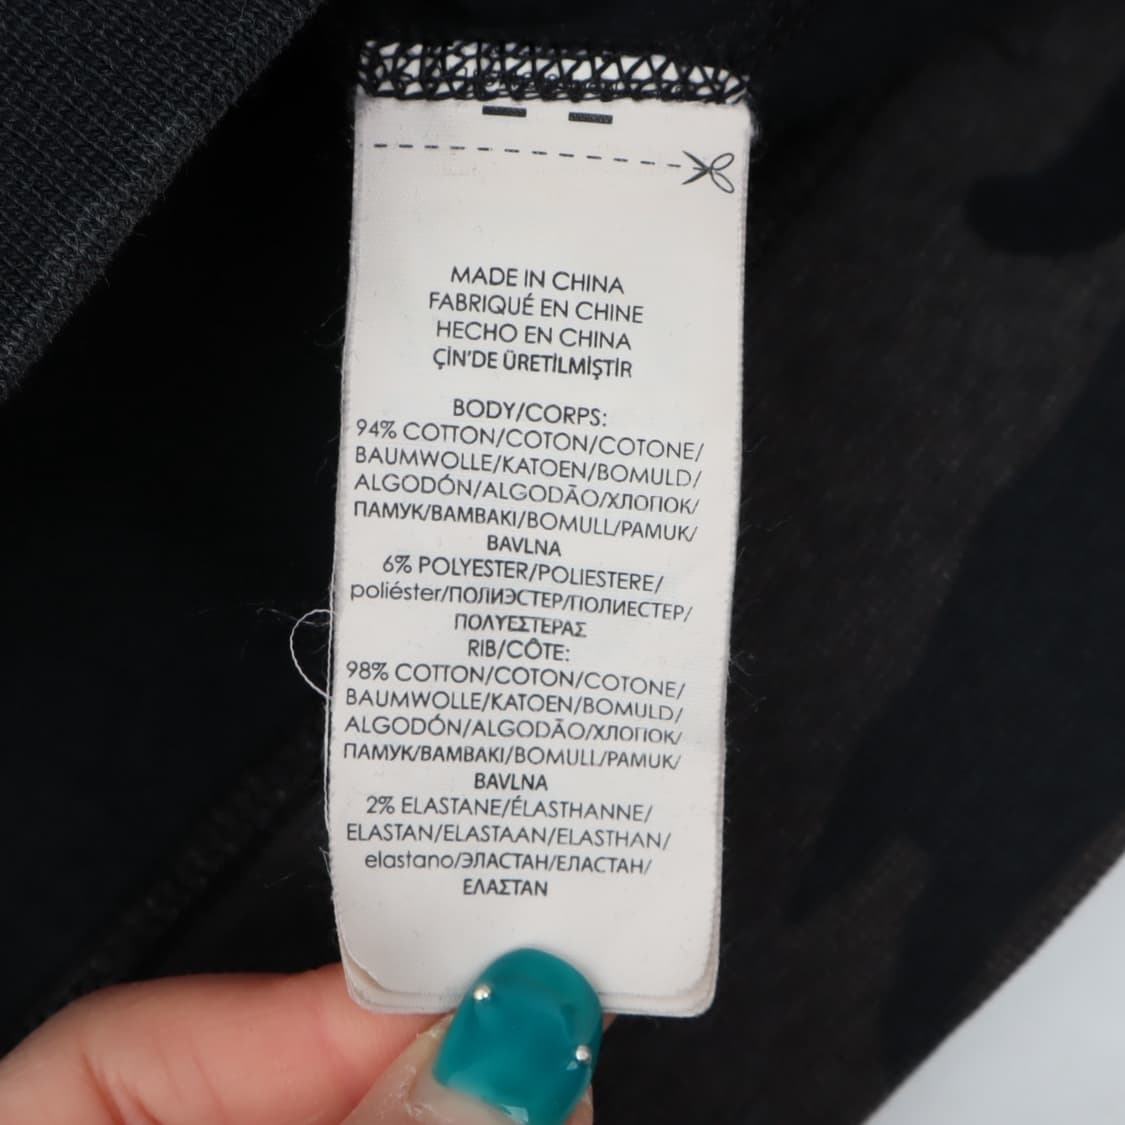 MADE IN CHINA
FABRIQUÉ EN CHINE
HECHO EN CHINA
ÇİN'DE ÜRETİLMİŞTİR
BODY/CORPS:
94% COTTON/COTON/COTONE/
BAUMWOLLE/KATOEN/BOMULD/
ALGODÓN/ALGODÃO/ХЛОПОК/
ПАМУК/ΒΑΜΒΑΚΙ/BOMULL/PAMUK/
BAVLNA
6% POLYESTER/POLIESTERE/
poliéster/ПОЛИЭСТЕР/ПОЛИЕСТЕР/
ΠΟΛΥΕΣΤΕΡΑΣ
RIB/CÔTE:
98% COTTON/COTON/COTONE/
BAUMWOLLE/KATOEN/BOMULD/
ALGODÓN/ALGODÃO/ХЛОПОК/
ПАМУК/ΒΑΜΒΑΚΙ/BOMULL/PAMUK/
BAVLNA
2% ELASTANE/ÉLASTHANNE/
ELASTAN/ELASTAAN/ELASTHAN/
elastano/ЭЛАСТАН/ЕЛАСТАН/
ΕΛΑΣΤΑΝ